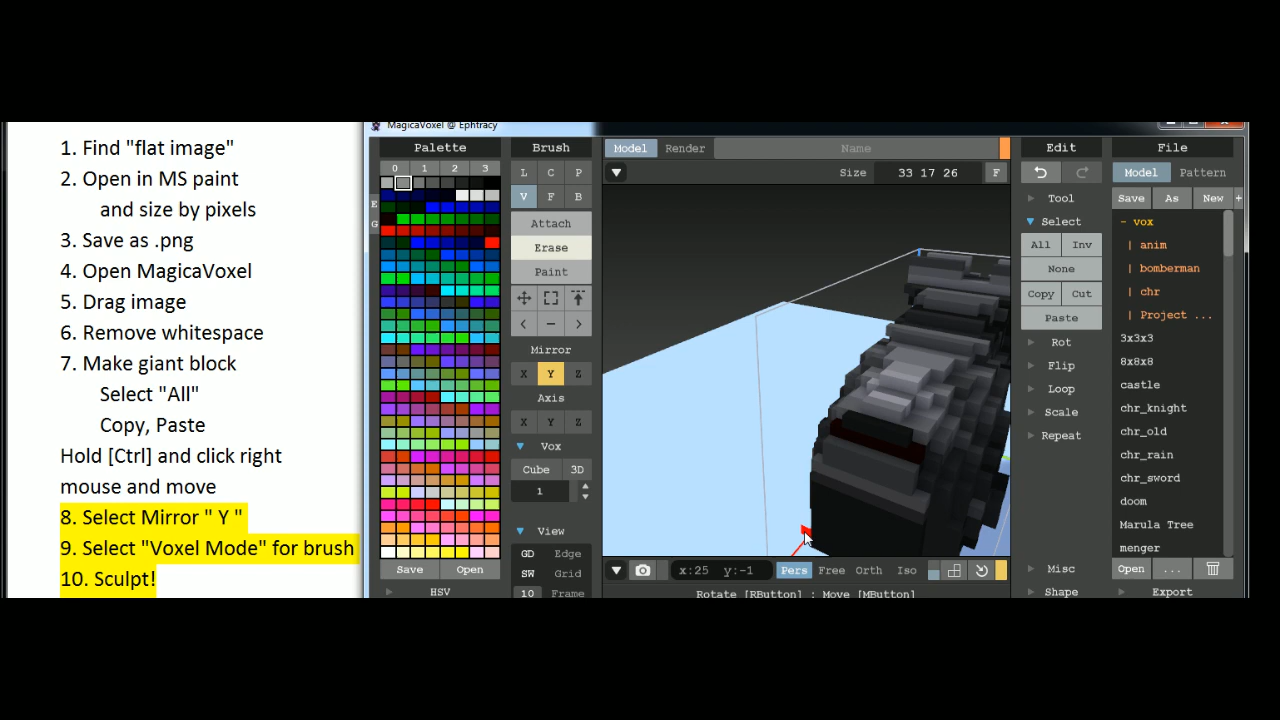 1. Find "flat image"
2. Open in MS paint
and size by pixels
3. Save as .png
4. Open MagicaVoxel
5. Drag image
6. Remove whitespace
7. Make giant block
Select "All"
Copy, Paste
Hold [Ctrl] and click right
mouse and move
8. Select Mirror " Y "
9. Select "Voxel Mode" for brush
10. Sculpt!
MagicaVoxel @ Ephtracy
Palette
0 1 2 3
E
G
Save Open
HSV
Brush
L C P
V F B
Attach
Erase
Paint
< - >
Mirror
X Y Z
Axis
X Y Z
Vox
Cube 3D
1
View
GD Edge
SW Grid
10 Frame
Model Render Name
Size 33 17 26 F
x:25 y:-1 Pers Free Orth Iso
Rotate [RButton] : Move [MButton]
Edit
Tool
Select
All Inv
None
Copy Cut
Paste
Rot
Flip
Loop
Scale
Repeat
Misc
Shape
File
Model Pattern
Save As New +
- vox
| anim
| bomberman
| chr
| Project ...
3x3x3
8x8x8
castle
chr_knight
chr_old
chr_rain
chr_sword
doom
Marula Tree
menger
Open ...
Export